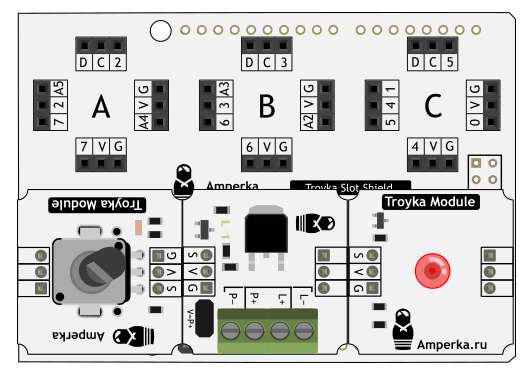 D C 2
7 2 A5
A
A4 V G
7 V G
D C 3
6 3 A3
B
A2 V G
6 V G
D C 5
5 4 1
C
0 V G
4 V G
Amperka
Troyka Slot Shield
Troyka Module
G
V
S
Amperka
S
V
G
V=P+
P- P+ L+ L-
Troyka Module
S
V
G
Amperka.ru